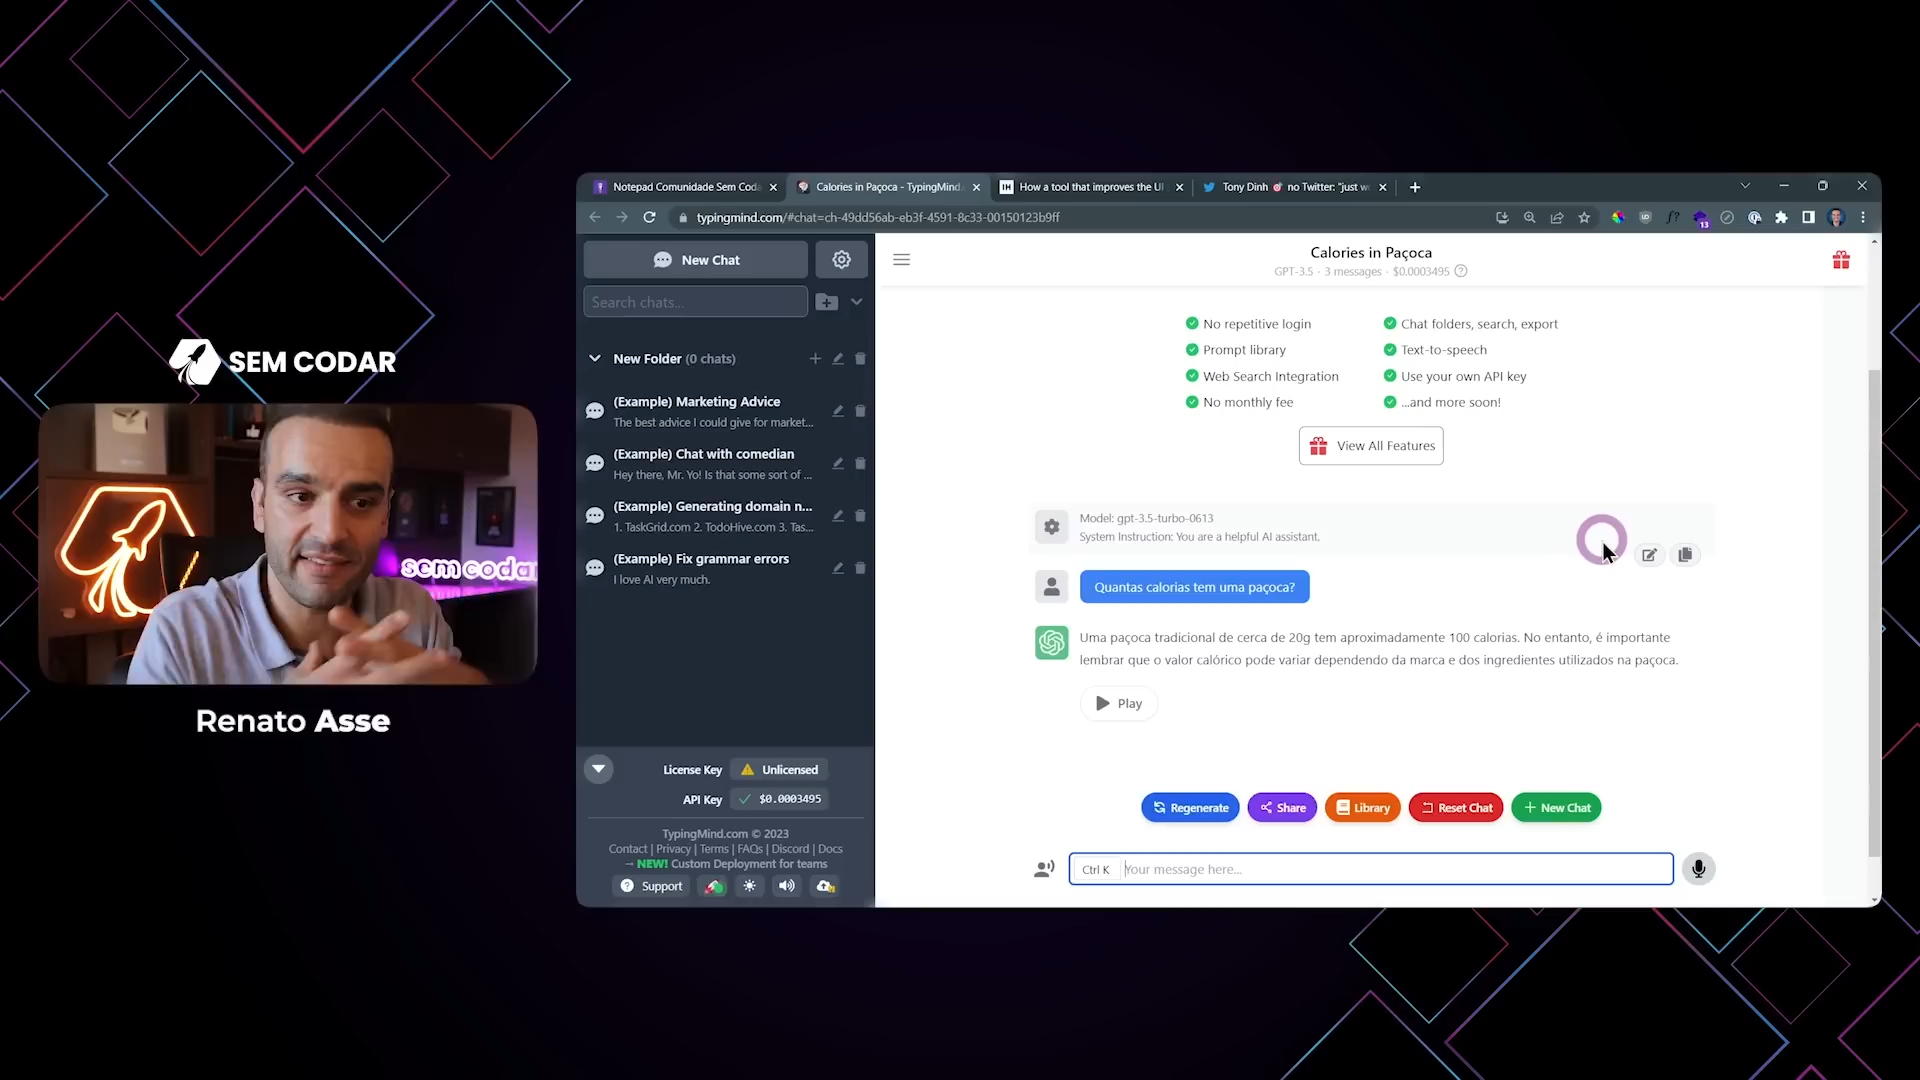 SEM CODAR
sem codar
Renato Asse
Notepad Comunidade Sem Coda
Calories in Paçoca - TypingMind.
IH How a tool that improves the UI
Tony Dinh no Twitter: "just w
typingmind.com/#chat=ch-49dd56ab-eb3f-4591-8c33-00150123b9ff
13
New Chat
Search chats...
New Folder (0 chats)
(Example) Marketing Advice
The best advice I could give for market...
(Example) Chat with comedian
Hey there, Mr. Yo! Is that some sort of ...
(Example) Generating domain n...
1. TaskGrid.com 2. TodoHive.com 3. Tas...
(Example) Fix grammar errors
I love AI very much.
License Key Unlicensed
API Key $0.0003495
TypingMind.com © 2023
Contact | Privacy | Terms | FAQs | Discord | Docs
→ NEW! Custom Deployment for teams
Support
Calories in Paçoca
GPT-3.5 · 3 messages · $0.0003495
No repetitive login
Chat folders, search, export
Prompt library
Text-to-speech
Web Search Integration
Use your own API key
No monthly fee
...and more soon!
View All Features
Model: gpt-3.5-turbo-0613
System Instruction: You are a helpful AI assistant.
Quantas calorias tem uma paçoca?
Uma paçoca tradicional de cerca de 20g tem aproximadamente 100 calorias. No entanto, é importante
lembrar que o valor calórico pode variar dependendo da marca e dos ingredientes utilizados na paçoca.
Play
Regenerate
Share
Library
Reset Chat
New Chat
Ctrl K
Your message here...